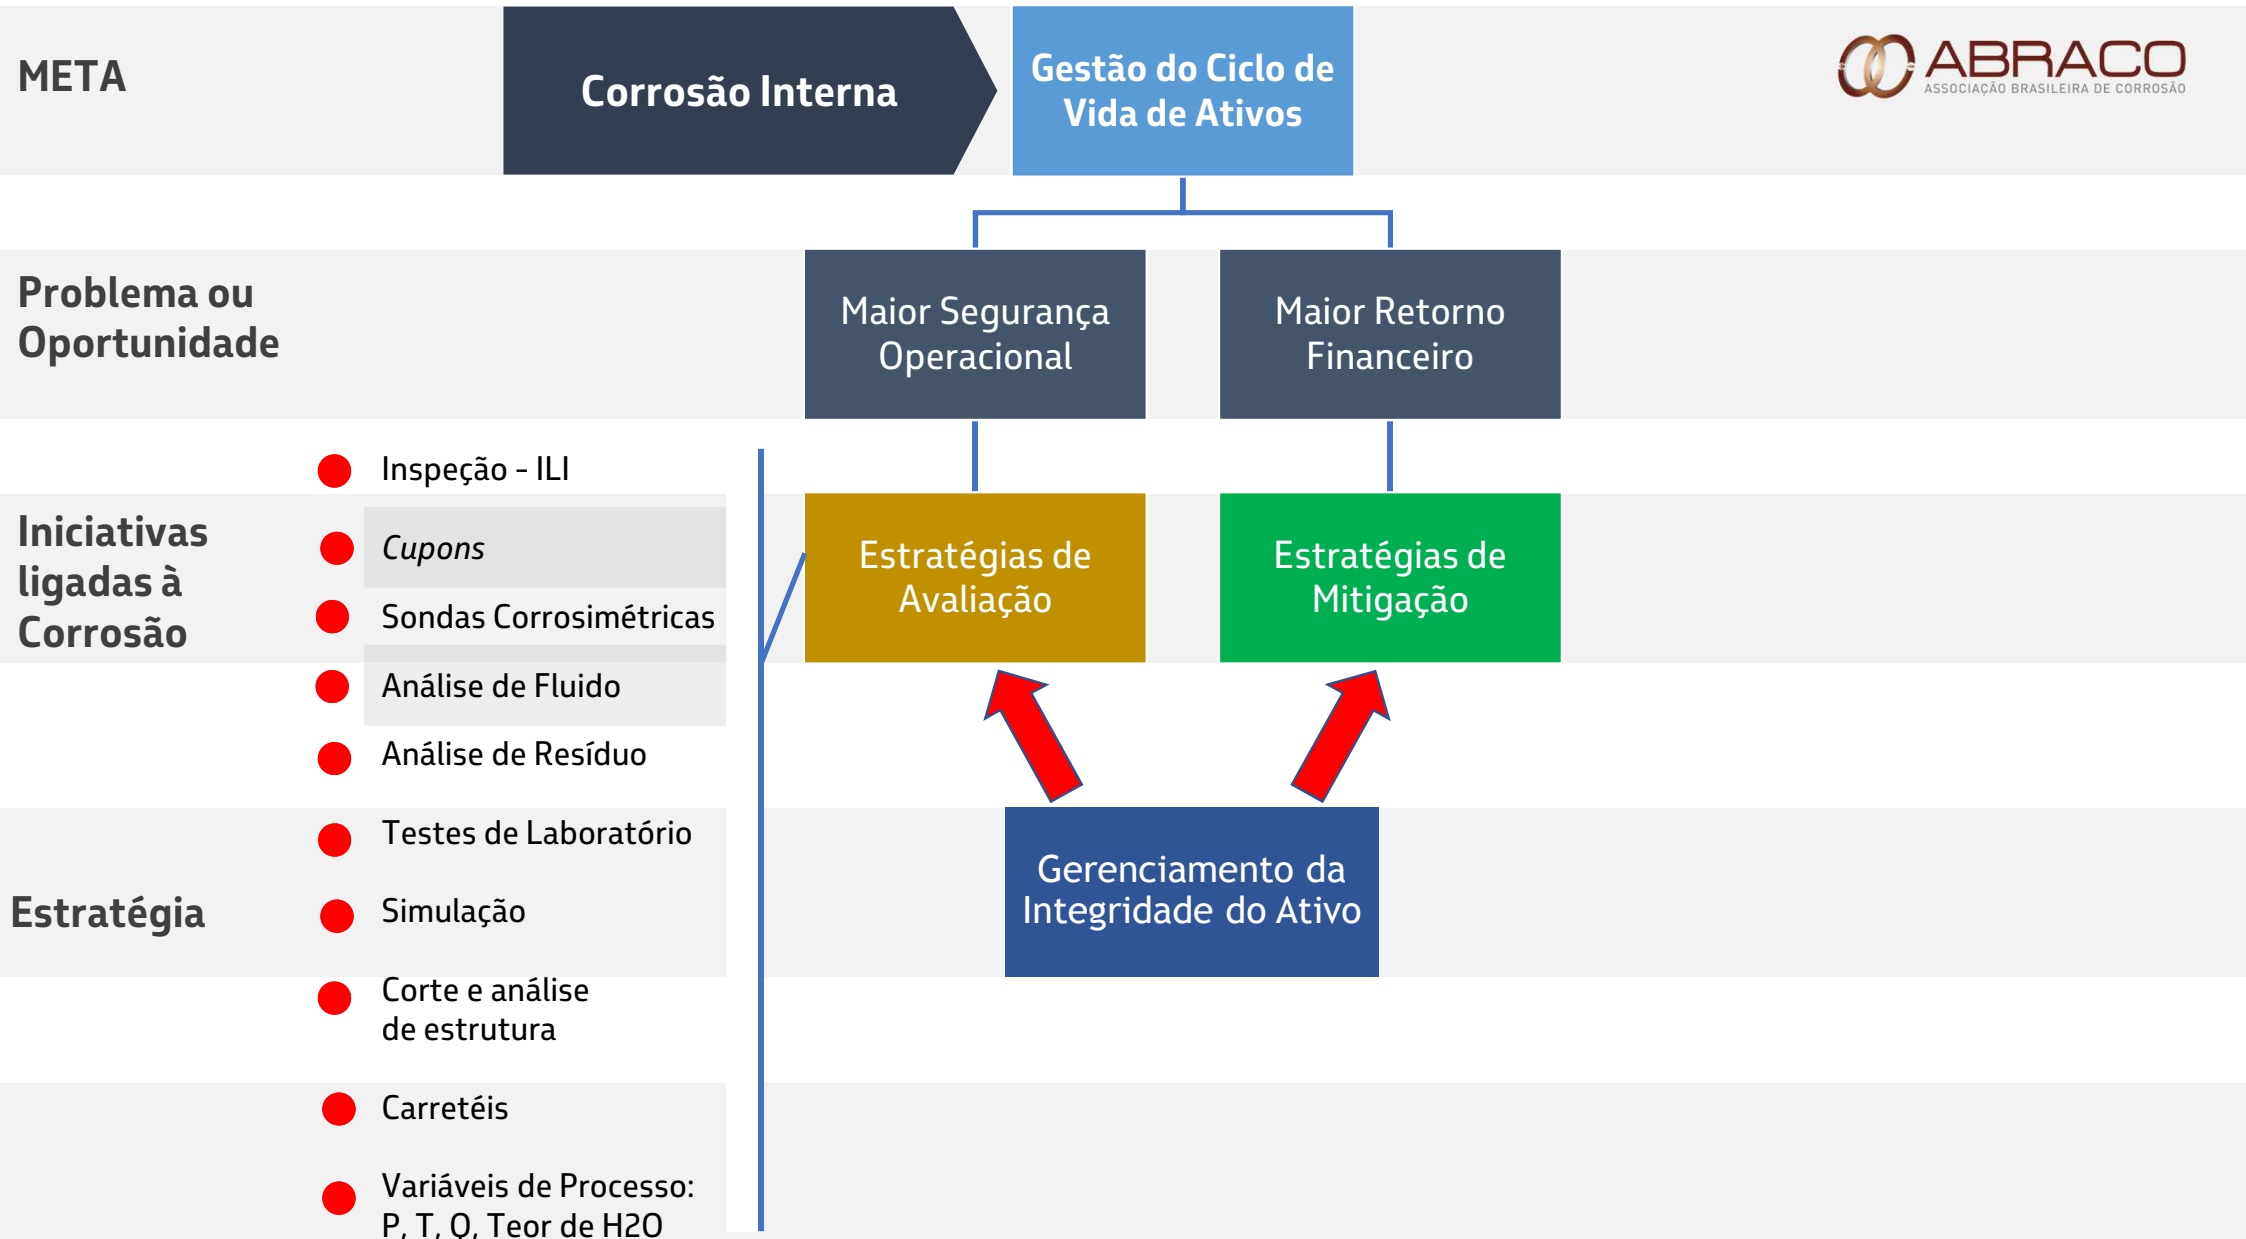 META
Corrosão Interna
Gestão do Ciclo de
Vida de Ativos
ABRACO
ASSOCIAÇÃO BRASILEIRA DE CORROSÃO
Problema ou
Oportunidade
Maior Segurança
Operacional
Maior Retorno
Financeiro
Iniciativas
ligadas à
Corrosão
Inspeção - ILI
Cupons
Sondas Corrosimétricas
Análise de Fluido
Análise de Resíduo
Testes de Laboratório
Simulação
Corte e análise
de estrutura
Carretéis
Variáveis de Processo:
P, T, Q, Teor de H2O
Estratégias de
Avaliação
Estratégias de
Mitigação
Estratégia
Gerenciamento da
Integridade do Ativo